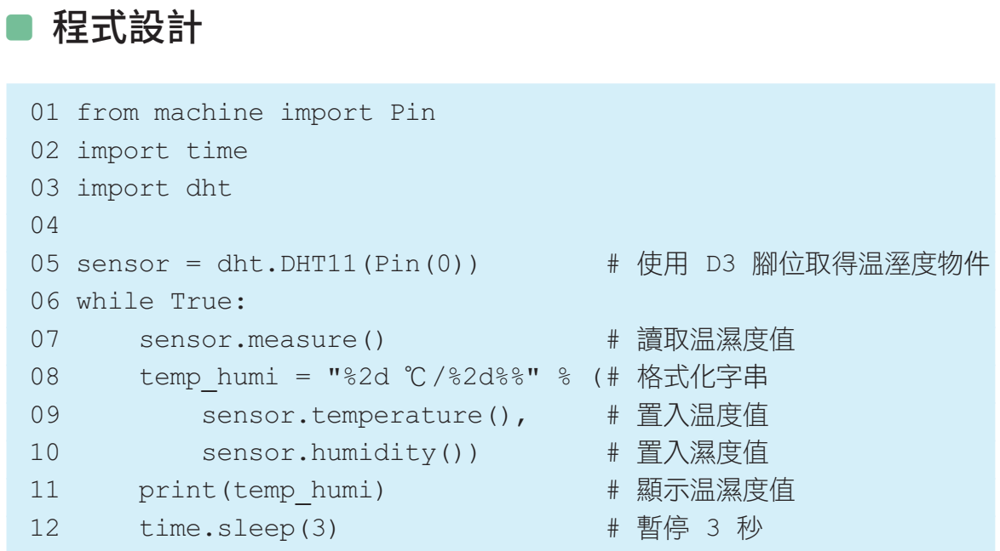 程式設計
01 from machine import Pin
02 import time
03 import dht
04
05 sensor = dht.DHT11(Pin(0))          # 使用 D3 腳位取得温溼度物件
06 while True:
07     sensor.measure()                # 讀取温濕度值
08     temp_humi = "%2d ℃/%2d%%" % (# 格式化字串
09         sensor.temperature(),       # 置入温度值
10         sensor.humidity())          # 置入濕度值
11     print(temp_humi)                # 顯示温濕度值
12     time.sleep(3)                   # 暫停 3 秒